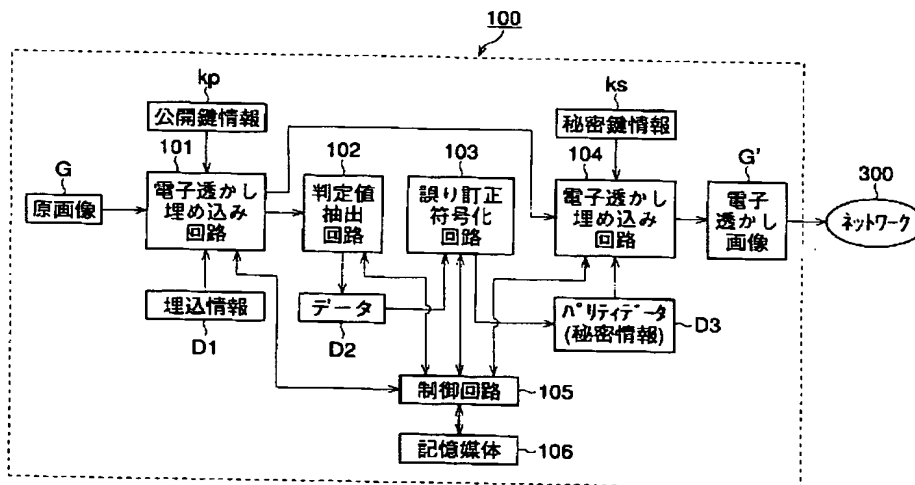 100
kp
公開鍵情報
ks
秘密鍵情報
G
原画像
101
電子透かし
埋め込み
回路
102
判定値
抽出
回路
103
誤り訂正
符号化
回路
104
電子透かし
埋め込み
回路
G'
電子
透かし
画像
300
ネットワーク
埋込情報
D1
データ
D2
パリティデータ
(秘密情報)
D3
制御回路
105
記憶媒体
106